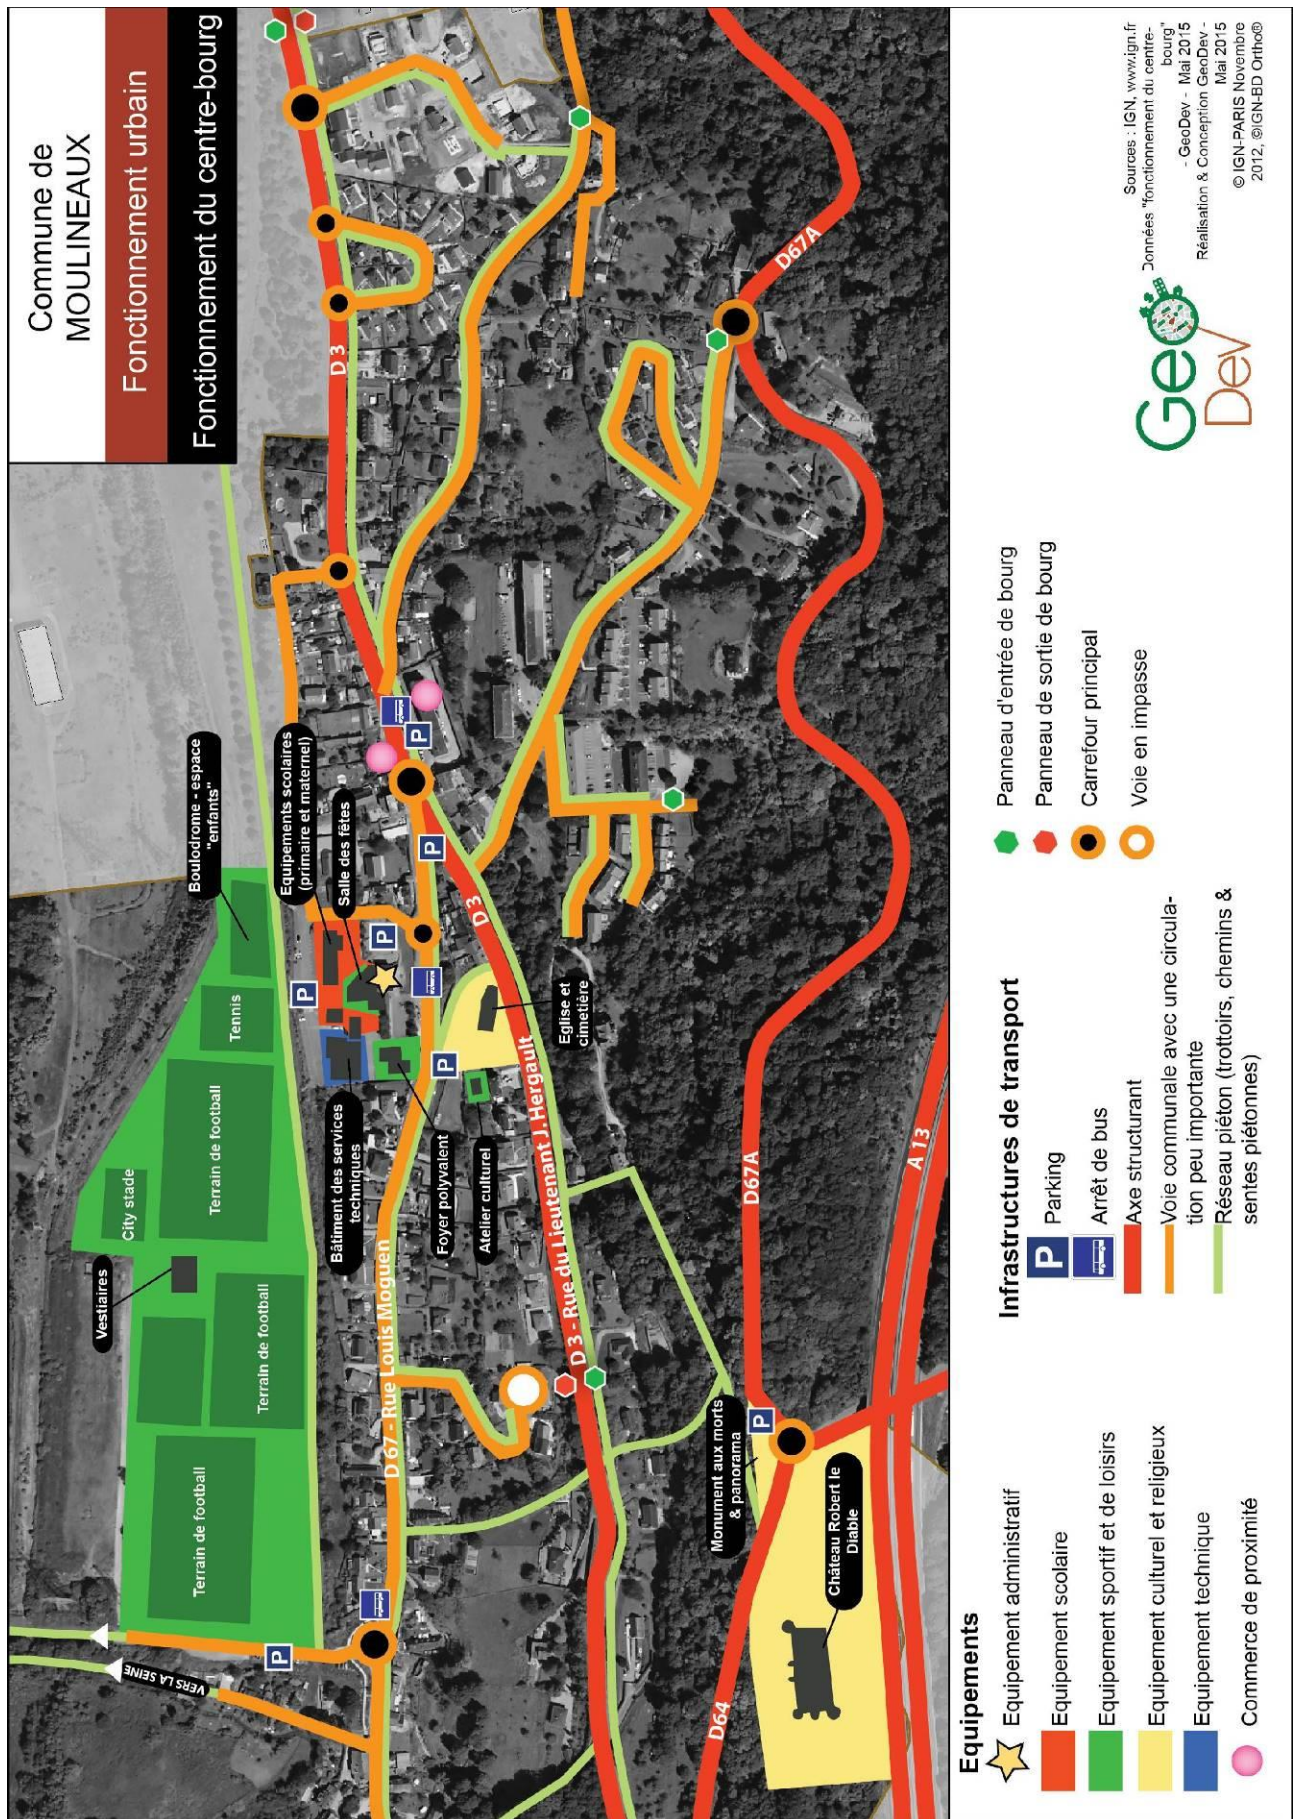 Commune de
MOULINEAUX
Fonctionnement urbain
Fonctionnement du centre-bourg
VERS LA SEINE
P
Terrain de football
Terrain de football
Vestiaires
City stade
Terrain de football
Tennis
Boulodrome - espace
"enfants"
Equipements scolaires
(primaire et maternel)
Salle des fêtes
P
P
Bâtiment des services
techniques
Foyer polyvalent
Atelier culturel
P
P
P
Eglise et
cimetière
D 67 - Rue Louis Moguen
D 3 - Rue du Lieutenant J.Hergault
D 3
D 3
Monument aux morts
& panorama
P
Château Robert le
Diable
D64
D67A
D67A
A 13
Equipements
Equipement administratif
Equipement scolaire
Equipement sportif et de loisirs
Equipement culturel et religieux
Equipement technique
Commerce de proximité
Infrastructures de transport
P Parking
Arrêt de bus
Axe structurant
Voie communale avec une circula-
tion peu importante
Réseau piéton (trottoirs, chemins &
sentes piétonnes)
Panneau d'entrée de bourg
Panneau de sortie de bourg
Carrefour principal
Voie en impasse
Geo
Dev
Sources : IGN, www.ign.fr
Données "fonctionnement du centre-
bourg"
- GeoDev - Mai 2015
Réalisation & Conception GeoDev -
Mai 2015
© IGN-PARIS Novembre
2012, ©IGN-BD Ortho®